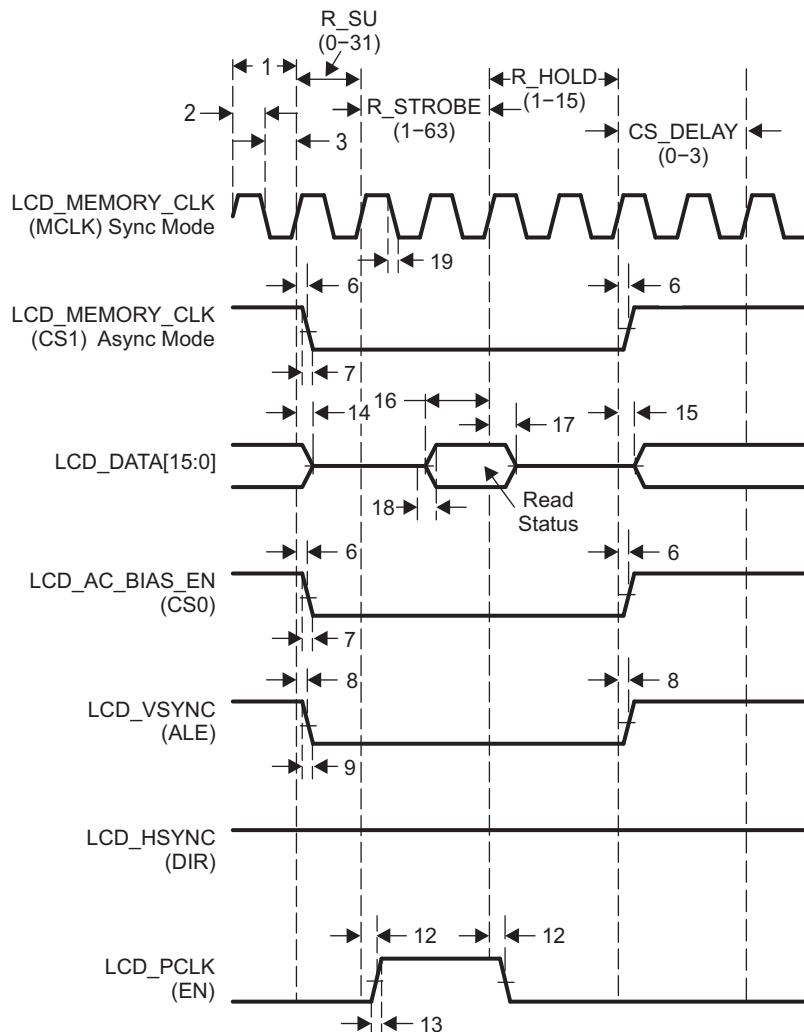 R_SU
(0−31)
1
R_HOLD
(1−15)
R_STROBE
(1−63)
2
3
CS_DELAY
(0−3)
LCD_MEMORY_CLK
(MCLK) Sync Mode
19
6
6
LCD_MEMORY_CLK
(CS1) Async Mode
7
16
14
17
15
LCD_DATA[15:0]
18
Read
Status
6
6
LCD_AC_BIAS_EN
(CS0)
7
8
8
LCD_VSYNC
(ALE)
9
LCD_HSYNC
(DIR)
12
12
LCD_PCLK
(EN)
13